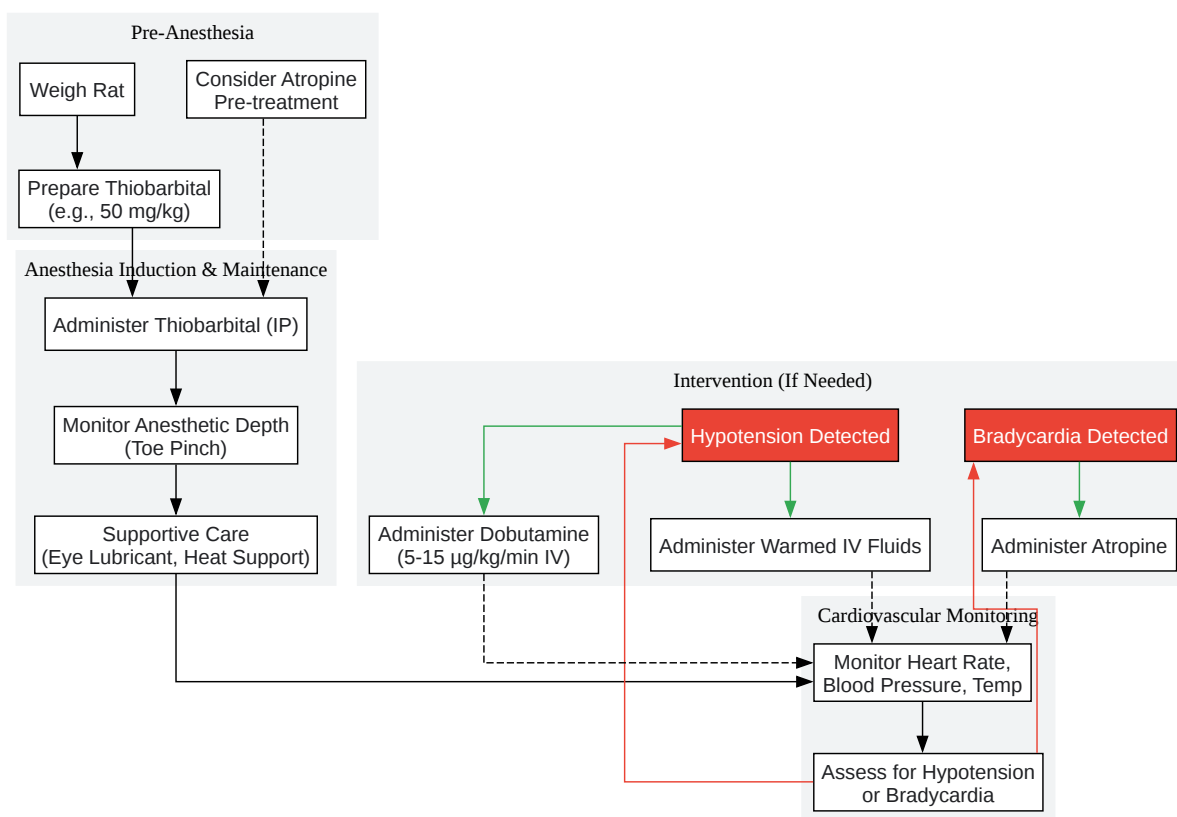 Pre-Anesthesia
Weigh Rat
Consider Atropine
Pre-treatment
Prepare Thiobarbital
(e.g., 50 mg/kg)
Anesthesia Induction & Maintenance
Administer Thiobarbital (IP)
Monitor Anesthetic Depth
(Toe Pinch)
Supportive Care
(Eye Lubricant, Heat Support)
Intervention (If Needed)
Hypotension Detected
Bradycardia Detected
Administer Dobutamine
(5-15 µg/kg/min IV)
Administer Warmed IV Fluids
Administer Atropine
Cardiovascular Monitoring
Monitor Heart Rate,
Blood Pressure, Temp
Assess for Hypotension
or Bradycardia